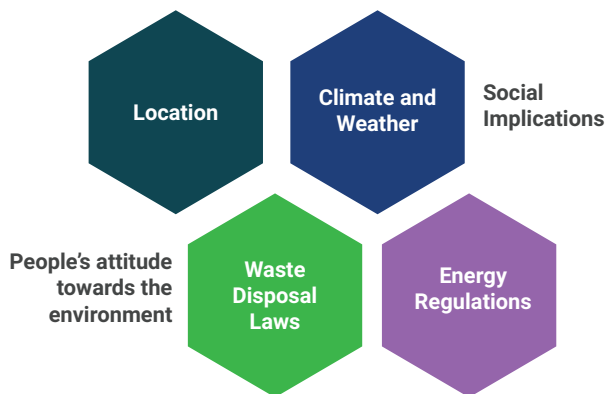 Location
Climate and
Weather
Social
Implications
People’s attitude
towards the
environment
Waste
Disposal
Laws
Energy
Regulations